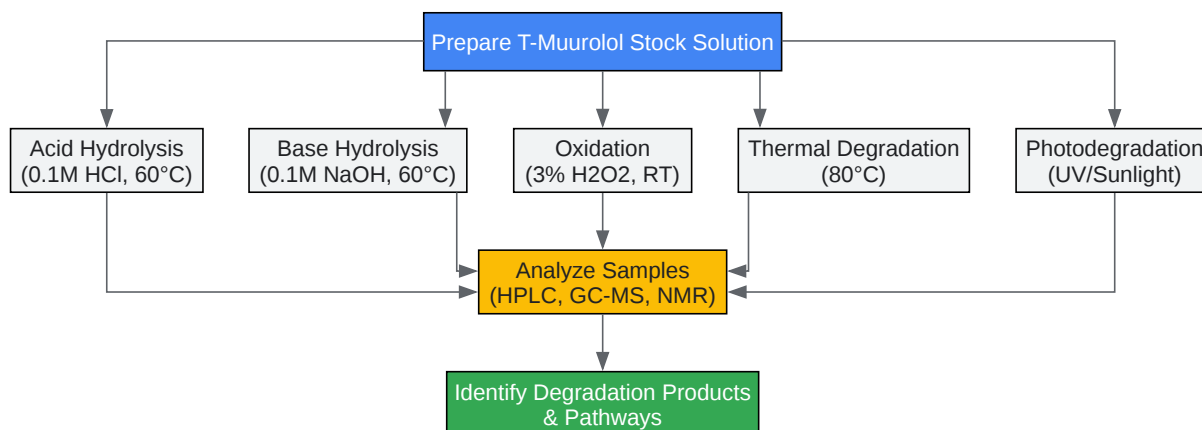 Prepare T-Muurolol Stock Solution
Acid Hydrolysis
(0.1M HCl, 60°C)
Base Hydrolysis
(0.1M NaOH, 60°C)
Oxidation
(3% H2O2, RT)
Thermal Degradation
(80°C)
Photodegradation
(UV/Sunlight)
Analyze Samples
(HPLC, GC-MS, NMR)
Identify Degradation Products
& Pathways